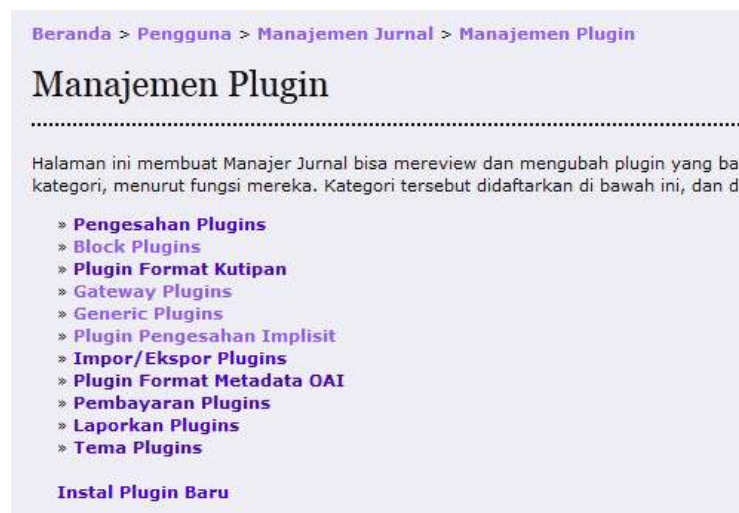 Beranda > Pengguna > Manajemen Jurnal > Manajemen Plugin
Manajemen Plugin
Halaman ini membuat Manajer Jurnal bisa mereview dan mengubah plugin yang ba
kategori, menurut fungsi mereka. Kategori tersebut didaftarkan di bawah ini, dan d
» Pengesahan Plugins
» Block Plugins
» Plugin Format Kutipan
» Gateway Plugins
» Generic Plugins
» Plugin Pengesahan Implisit
» Impor/Ekspor Plugins
» Plugin Format Metadata OAI
» Pembayaran Plugins
» Laporkan Plugins
» Tema Plugins
Instal Plugin Baru